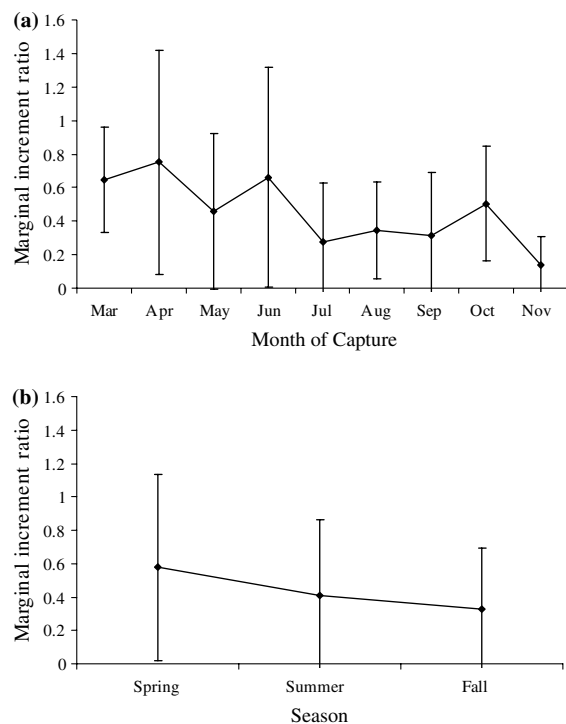 (a)
Marginal increment ratio
1.6
1.4
1.2
1
0.8
0.6
0.4
0.2
0
Mar Apr May Jun Jul Aug Sep Oct Nov
Month of Capture
(b)
Marginal increment ratio
1.6
1.4
1.2
1
0.8
0.6
0.4
0.2
0
Spring Summer Fall
Season